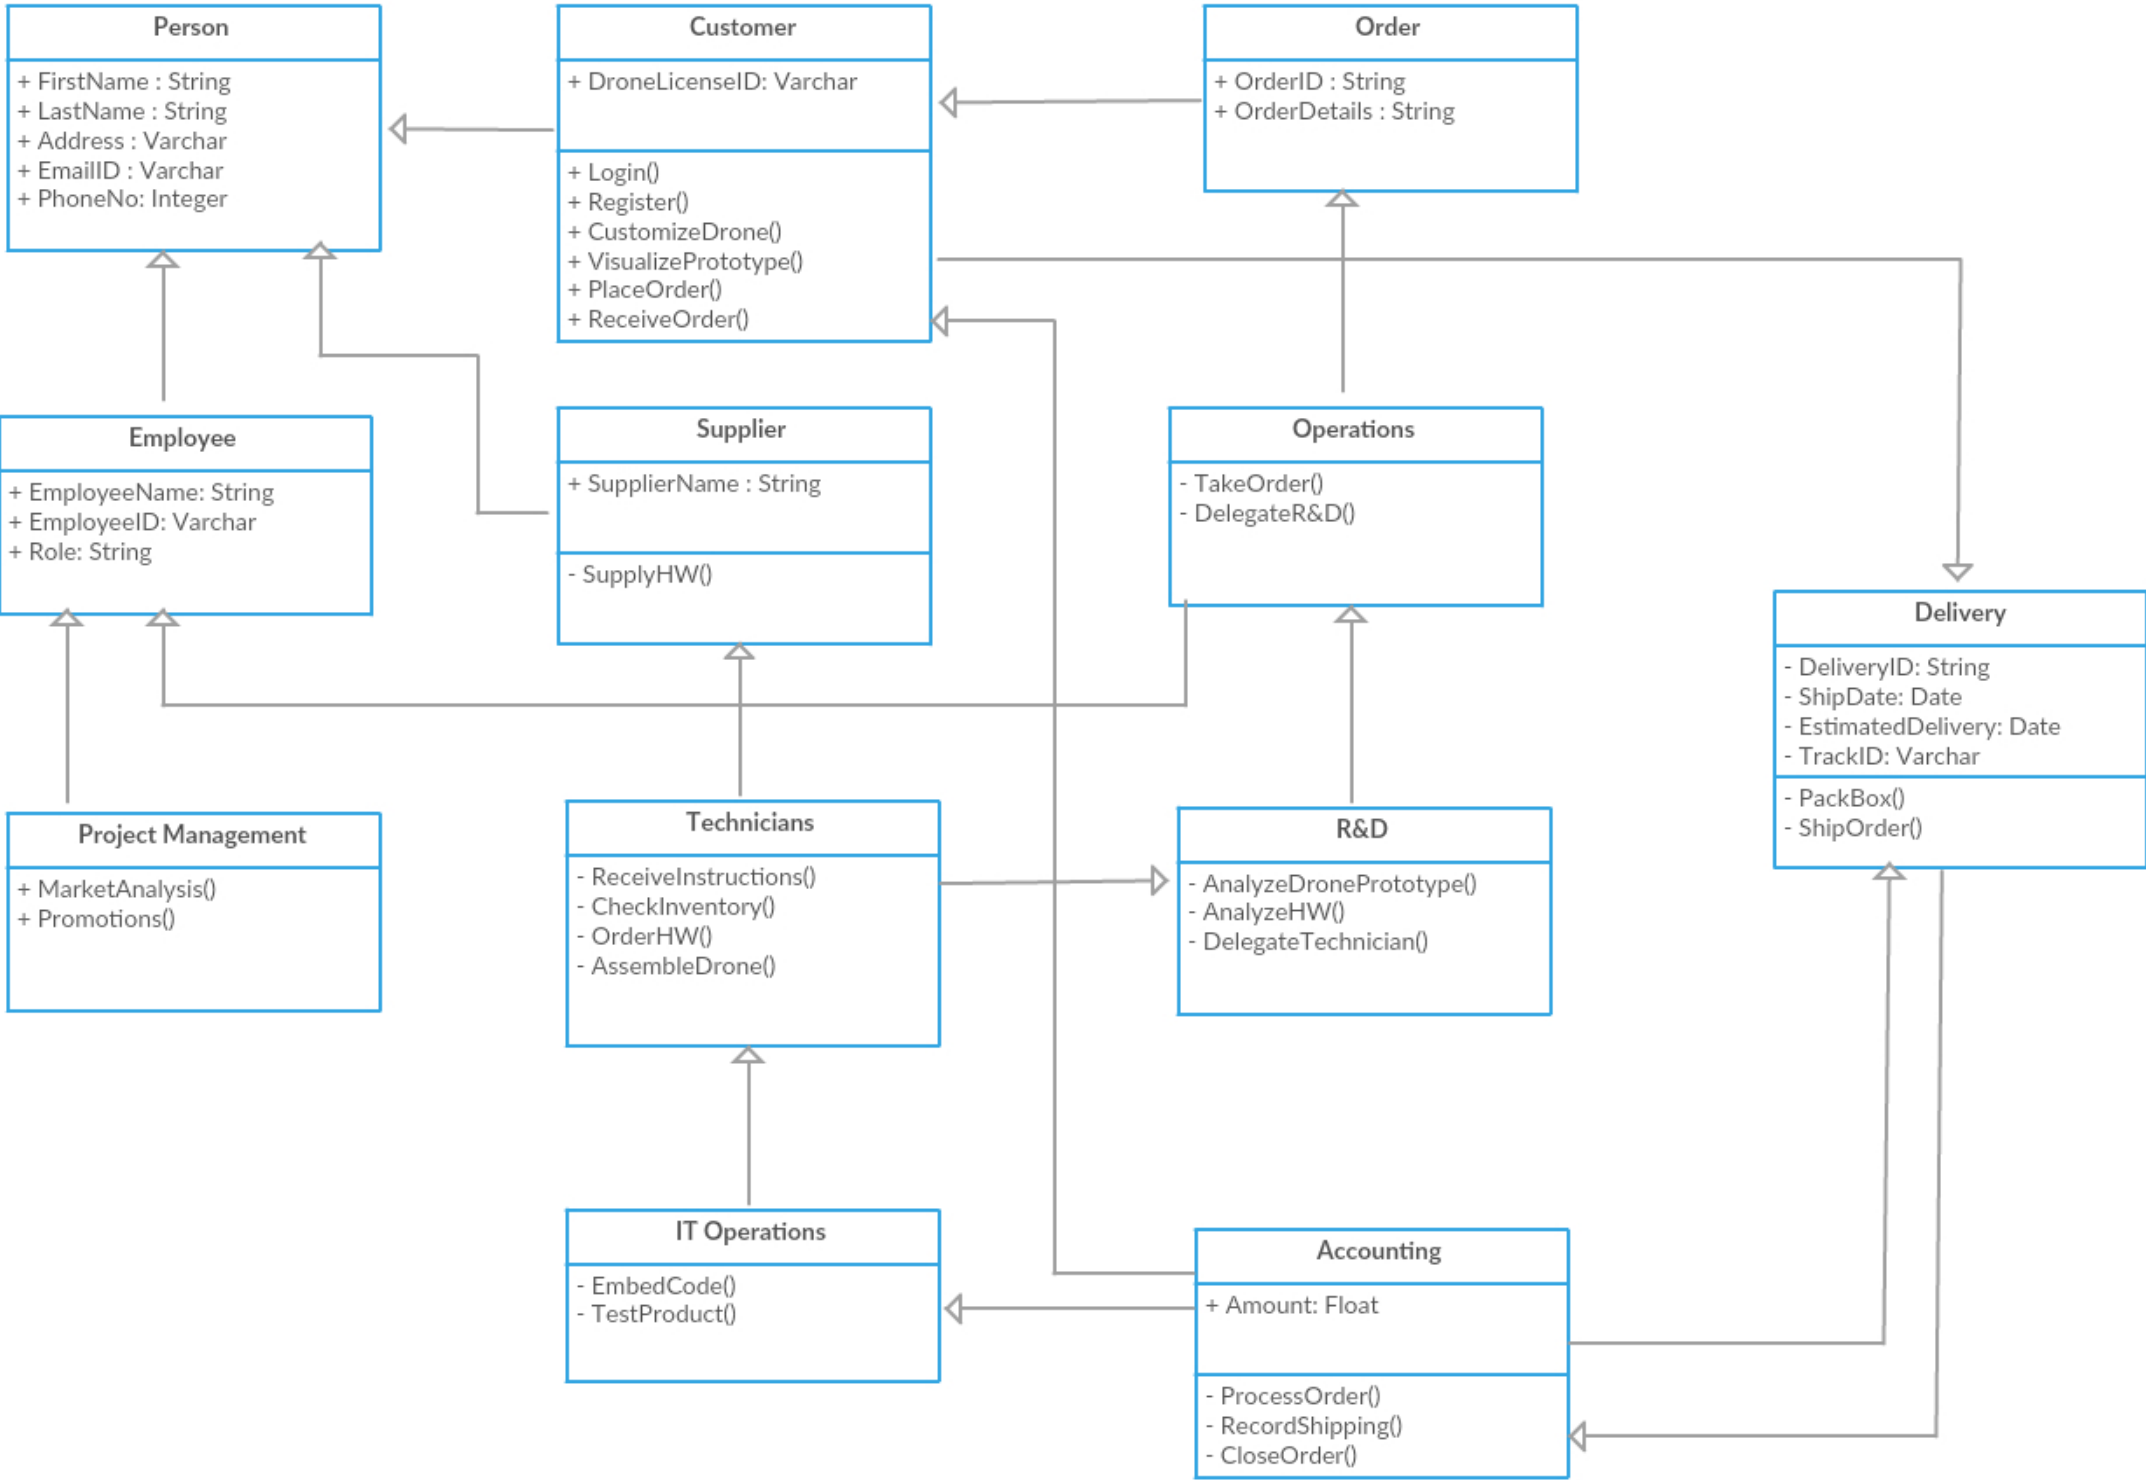 Person
+ FirstName : String
+ LastName : String
+ Address : Varchar
+ EmailID : Varchar
+ PhoneNo: Integer
Customer
+ DroneLicenseID: Varchar
+ Login()
+ Register()
+ CustomizeDrone()
+ VisualizePrototype()
+ PlaceOrder()
+ ReceiveOrder()
Order
+ OrderID : String
+ OrderDetails : String
Employee
+ EmployeeName: String
+ EmployeeID: Varchar
+ Role: String
Supplier
+ SupplierName : String
- SupplyHW()
Operations
- TakeOrder()
- DelegateR&D()
Delivery
- DeliveryID: String
- ShipDate: Date
- EstimatedDelivery: Date
- TrackID: Varchar
- PackBox()
- ShipOrder()
Project Management
+ MarketAnalysis()
+ Promotions()
Technicians
- ReceiveInstructions()
- CheckInventory()
- OrderHW()
- AssembleDrone()
R&D
- AnalyzeDronePrototype()
- AnalyzeHW()
- DelegateTechnician()
IT Operations
- EmbedCode()
- TestProduct()
Accounting
+ Amount: Float
- ProcessOrder()
- RecordShipping()
- CloseOrder()